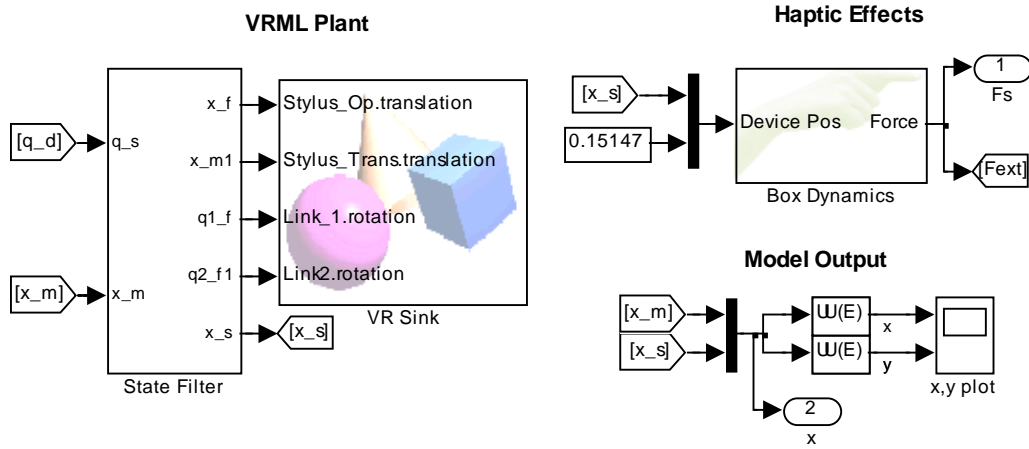 VRML Plant
[q_d]
[x_m]
q_s
x_m
x_f
x_m1
q1_f
q2_f1
x_s
State Filter
Stylus_Op.translation
Stylus_Trans.translation
Link_1.rotation
Link2.rotation
VR Sink
[x_s]
Haptic Effects
[x_s]
0.15147
Device Pos
Force
Box Dynamics
1
Fs
[Fext]
Model Output
[x_m]
[x_s]
U(E)
U(E)
x
y
x,y plot
2
x